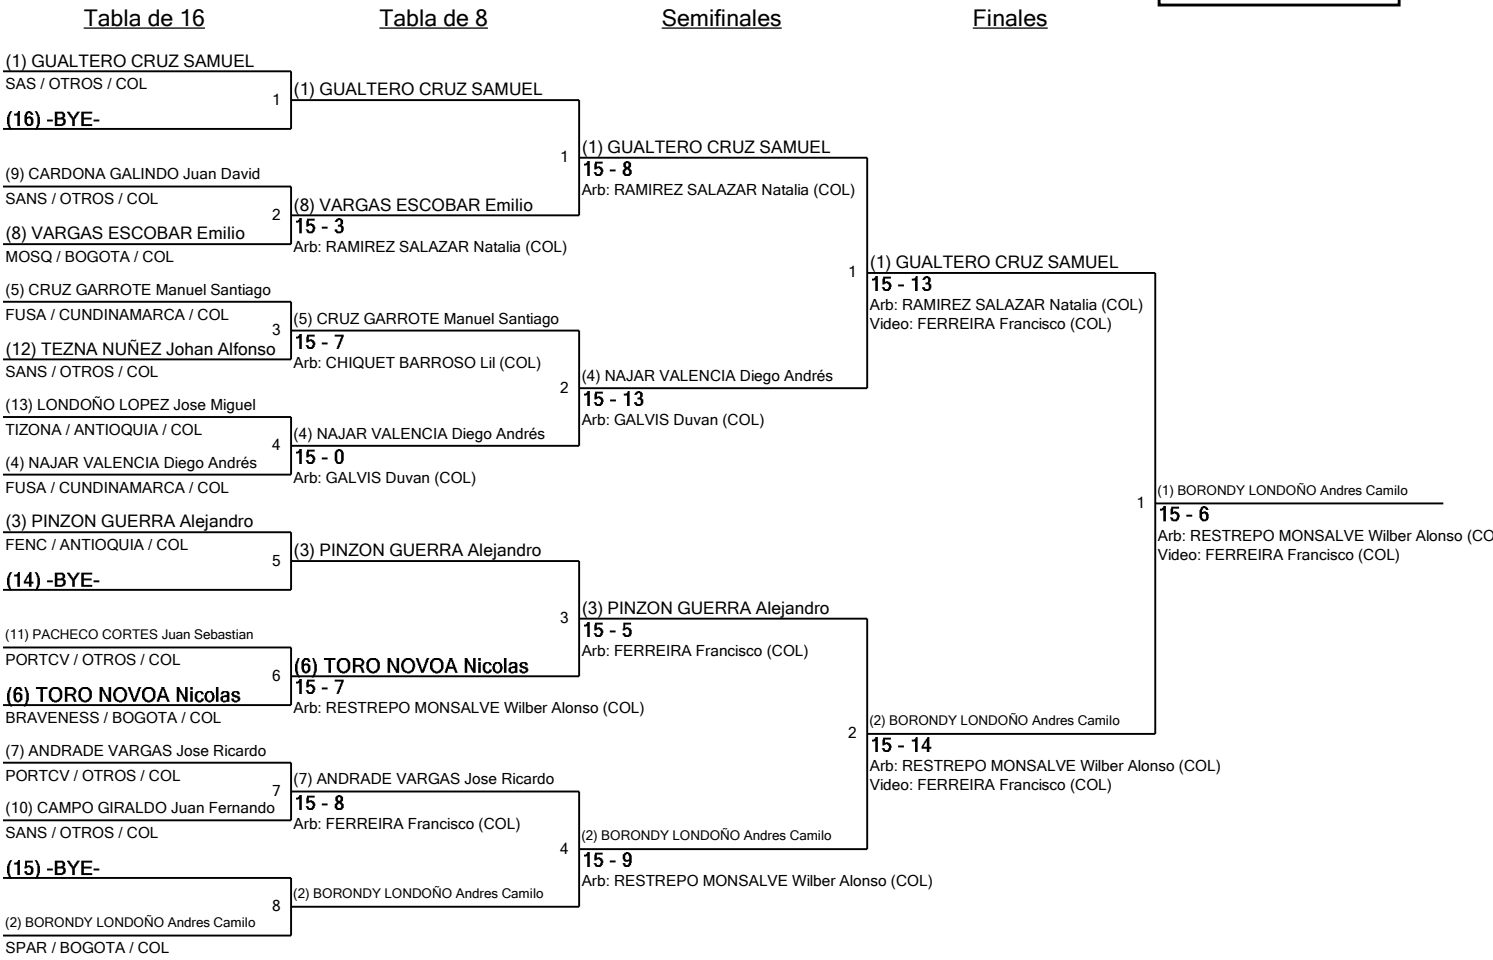 Tabla de 16
Tabla de 8
Semifinales
Finales
(1) GUALTERO CRUZ SAMUEL
SAS / OTROS / COL
1
(16) -BYE-
(9) CARDONA GALINDO Juan David
SANS / OTROS / COL
2
(8) VARGAS ESCOBAR Emilio
MOSQ / BOGOTA / COL
(5) CRUZ GARROTE Manuel Santiago
FUSA / CUNDINAMARCA / COL
3
(12) TEZNA NUÑEZ Johan Alfonso
SANS / OTROS / COL
(13) LONDOÑO LOPEZ Jose Miguel
TIZONA / ANTIOQUIA / COL
4
(4) NAJAR VALENCIA Diego Andrés
FUSA / CUNDINAMARCA / COL
(3) PINZON GUERRA Alejandro
FENC / ANTIOQUIA / COL
5
(14) -BYE-
(11) PACHECO CORTES Juan Sebastian
PORTCV / OTROS / COL
6
(6) TORO NOVOA Nicolas
BRAVENESS / BOGOTA / COL
(7) ANDRADE VARGAS Jose Ricardo
PORTCV / OTROS / COL
7
(10) CAMPO GIRALDO Juan Fernando
SANS / OTROS / COL
(15) -BYE-
8
(2) BORONDY LONDOÑO Andres Camilo
SPAR / BOGOTA / COL
(1) GUALTERO CRUZ SAMUEL
1
(8) VARGAS ESCOBAR Emilio
15 - 3
Arb: RAMIREZ SALAZAR Natalia (COL)
(5) CRUZ GARROTE Manuel Santiago
15 - 7
Arb: CHIQUET BARROSO Lil (COL)
2
(4) NAJAR VALENCIA Diego Andrés
15 - 0
Arb: GALVIS Duvan (COL)
(3) PINZON GUERRA Alejandro
3
(6) TORO NOVOA Nicolas
15 - 7
Arb: RESTREPO MONSALVE Wilber Alonso (COL)
(7) ANDRADE VARGAS Jose Ricardo
15 - 8
Arb: FERREIRA Francisco (COL)
4
(2) BORONDY LONDOÑO Andres Camilo
(1) GUALTERO CRUZ SAMUEL
15 - 8
Arb: RAMIREZ SALAZAR Natalia (COL)
1
(4) NAJAR VALENCIA Diego Andrés
15 - 13
Arb: GALVIS Duvan (COL)
(3) PINZON GUERRA Alejandro
15 - 5
Arb: FERREIRA Francisco (COL)
2
(2) BORONDY LONDOÑO Andres Camilo
15 - 9
Arb: RESTREPO MONSALVE Wilber Alonso (COL)
(1) GUALTERO CRUZ SAMUEL
15 - 13
Arb: RAMIREZ SALAZAR Natalia (COL)
Video: FERREIRA Francisco (COL)
1
(2) BORONDY LONDOÑO Andres Camilo
15 - 14
Arb: RESTREPO MONSALVE Wilber Alonso (COL)
Video: FERREIRA Francisco (COL)
(1) BORONDY LONDOÑO Andres Camilo
15 - 6
Arb: RESTREPO MONSALVE Wilber Alonso (CO
Video: FERREIRA Francisco (COL)